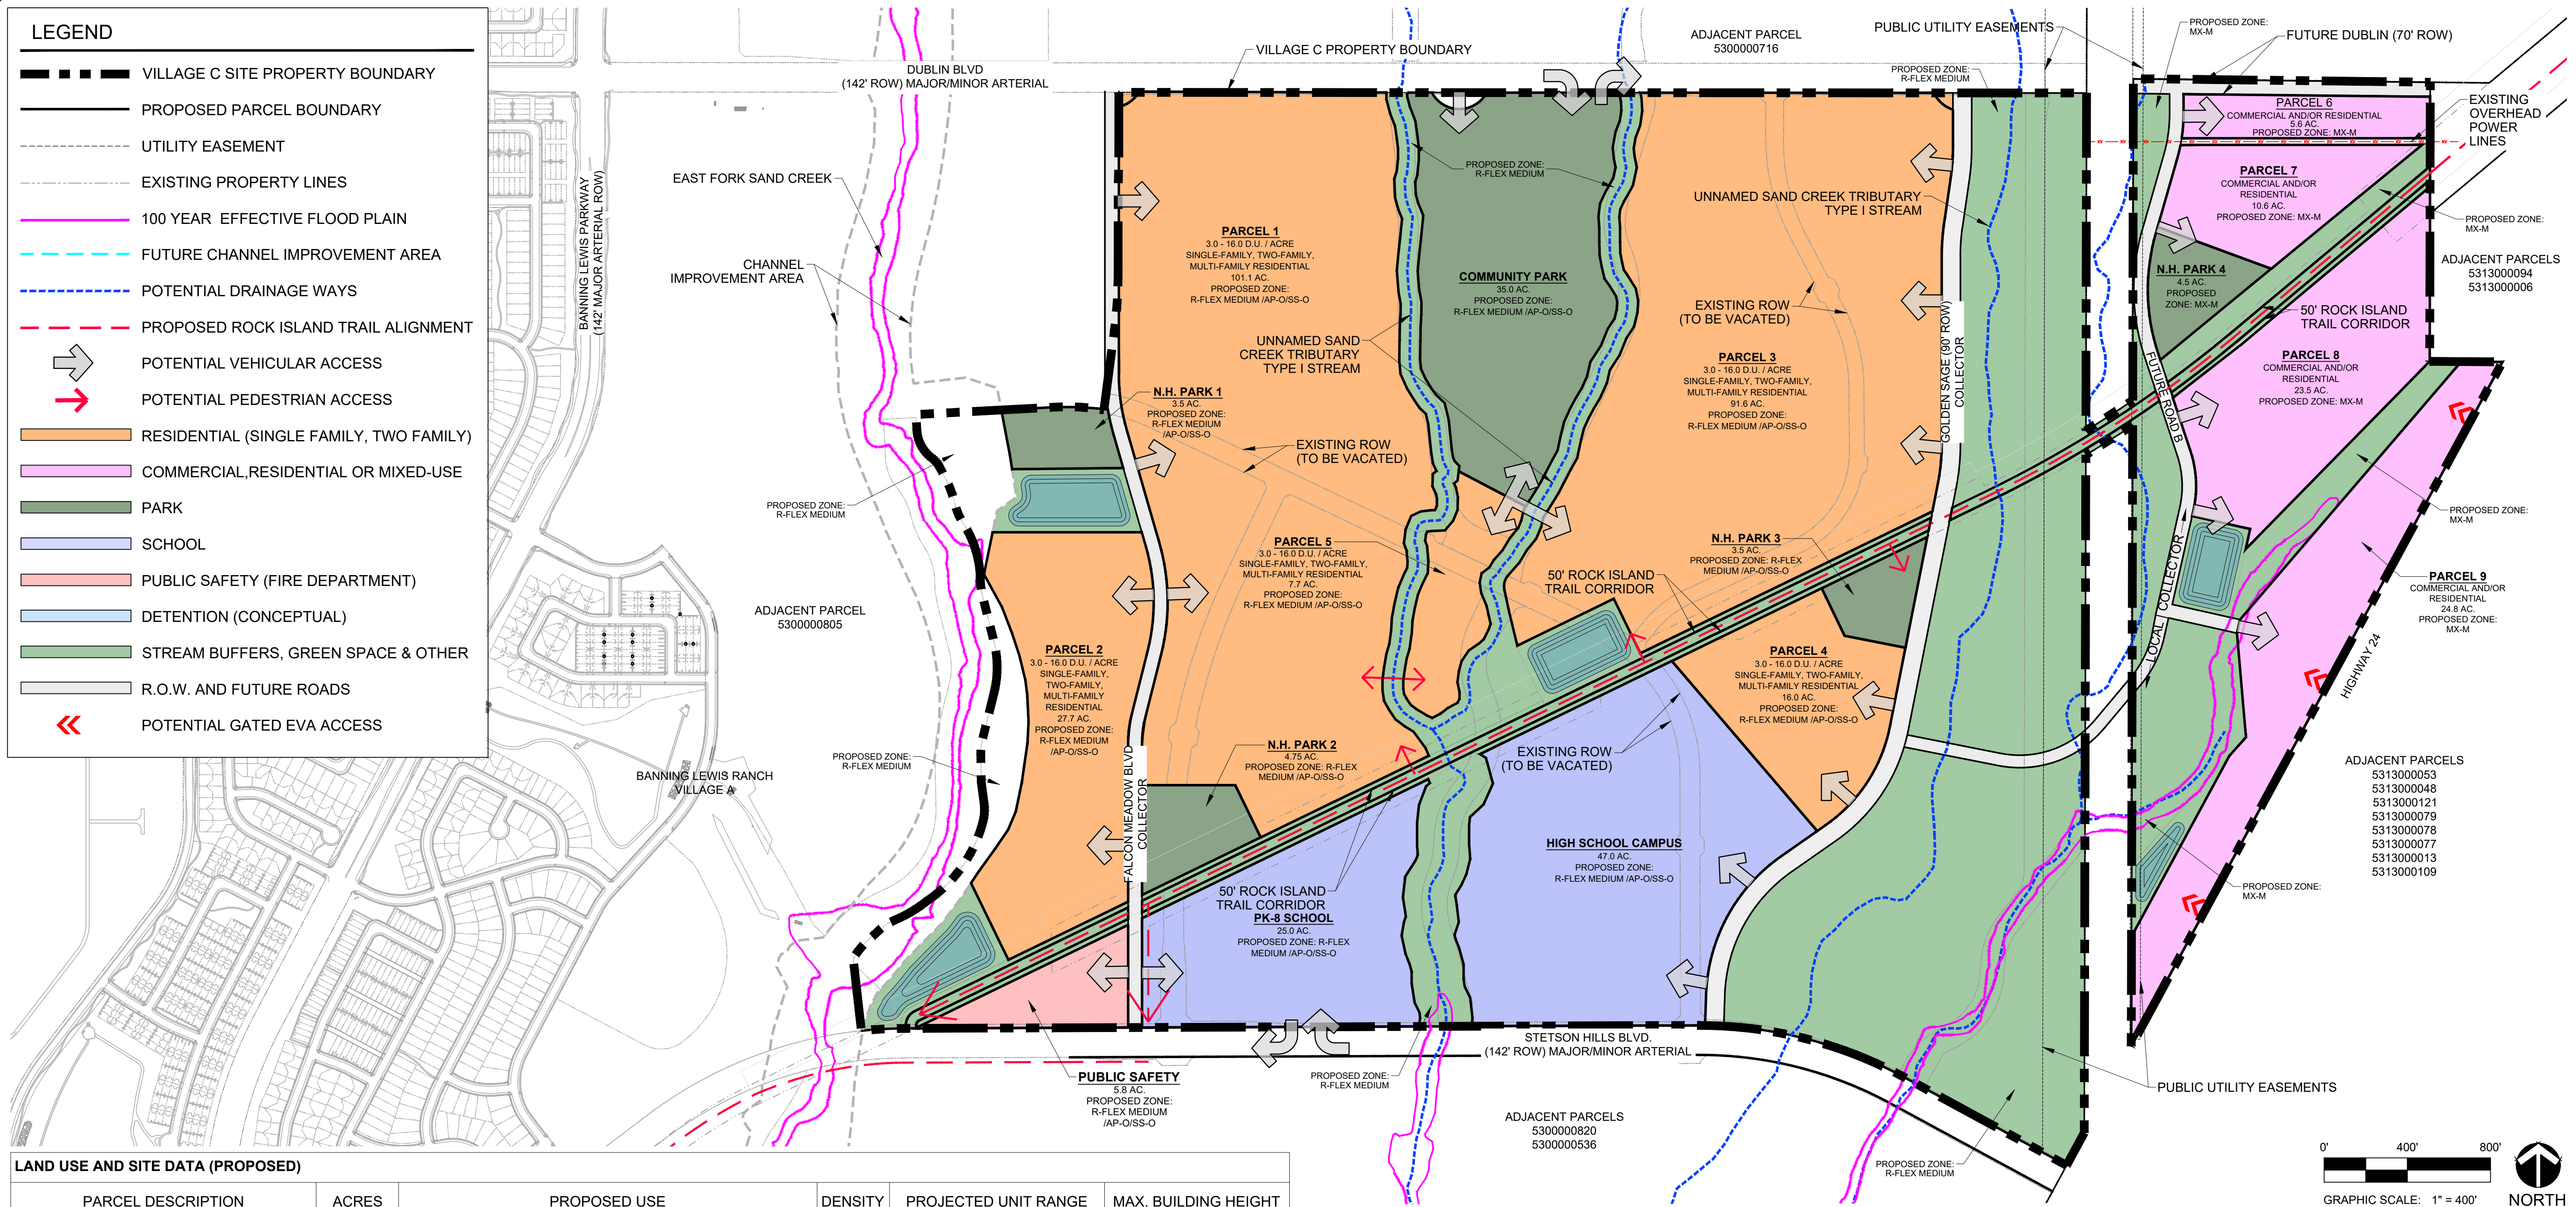 LEGEND
VILLAGE C SITE PROPERTY BOUNDARY
PROPOSED PARCEL BOUNDARY
UTILITY EASEMENT
EXISTING PROPERTY LINES
100 YEAR EFFECTIVE FLOOD PLAIN
FUTURE CHANNEL IMPROVEMENT AREA
POTENTIAL DRAINAGE WAYS
PROPOSED ROCK ISLAND TRAIL ALIGNMENT
POTENTIAL VEHICULAR ACCESS
POTENTIAL PEDESTRIAN ACCESS
RESIDENTIAL (SINGLE FAMILY, TWO FAMILY)
COMMERCIAL,RESIDENTIAL OR MIXED-USE
PARK
SCHOOL
PUBLIC SAFETY (FIRE DEPARTMENT)
DETENTION (CONCEPTUAL)
STREAM BUFFERS, GREEN SPACE & OTHER
R.O.W. AND FUTURE ROADS
POTENTIAL GATED EVA ACCESS
BANNING LEWIS PARKWAY
(142' MAJOR ARTERIAL ROW)
DUBLIN BLVD
(142' ROW) MAJOR/MINOR ARTERIAL
VILLAGE C PROPERTY BOUNDARY
ADJACENT PARCEL
5300000716
PUBLIC UTILITY EASEMENTS
PROPOSED ZONE:
R-FLEX MEDIUM
PROPOSED ZONE:
MX-M
FUTURE DUBLIN (70' ROW)
EXISTING
OVERHEAD
POWER
LINES
PARCEL 6
COMMERCIAL AND/OR RESIDENTIAL
5.6 AC.
PROPOSED ZONE: MX-M
PARCEL 7
COMMERCIAL AND/OR
RESIDENTIAL
10.6 AC.
PROPOSED ZONE: MX-M
PROPOSED ZONE:
MX-M
ADJACENT PARCELS
5313000094
5313000006
N.H. PARK 4
4.5 AC.
PROPOSED
ZONE: MX-M
50' ROCK ISLAND
TRAIL CORRIDOR
PARCEL 8
COMMERCIAL AND/OR
RESIDENTIAL
23.5 AC.
PROPOSED ZONE: MX-M
FUTURE ROAD B
LOCAL COLLECTOR
PROPOSED ZONE:
MX-M
PARCEL 9
COMMERCIAL AND/OR
RESIDENTIAL
24.8 AC.
PROPOSED ZONE:
MX-M
HIGHWAY 24
ADJACENT PARCELS
5313000053
5313000048
5313000121
5313000079
5313000078
5313000077
5313000013
5313000109
PROPOSED ZONE:
MX-M
PUBLIC UTILITY EASEMENTS
EAST FORK SAND CREEK
CHANNEL
IMPROVEMENT AREA
PARCEL 1
3.0 - 16.0 D.U. / ACRE
SINGLE-FAMILY, TWO-FAMILY,
MULTI-FAMILY RESIDENTIAL
101.1 AC.
PROPOSED ZONE:
R-FLEX MEDIUM /AP-O/SS-O
PROPOSED ZONE:
R-FLEX MEDIUM
COMMUNITY PARK
35.0 AC.
PROPOSED ZONE:
R-FLEX MEDIUM /AP-O/SS-O
UNNAMED SAND CREEK TRIBUTARY
TYPE I STREAM
EXISTING ROW
(TO BE VACATED)
UNNAMED SAND
CREEK TRIBUTARY
TYPE I STREAM
PARCEL 3
3.0 - 16.0 D.U. / ACRE
SINGLE-FAMILY, TWO-FAMILY,
MULTI-FAMILY RESIDENTIAL
91.6 AC.
PROPOSED ZONE:
R-FLEX MEDIUM /AP-O/SS-O
GOLDEN SAGE (90' ROW)
COLLECTOR
N.H. PARK 1
3.5 AC.
PROPOSED ZONE:
R-FLEX MEDIUM
/AP-O/SS-O
EXISTING ROW
(TO BE VACATED)
PROPOSED ZONE:
R-FLEX MEDIUM
PARCEL 5
3.0 - 16.0 D.U. / ACRE
SINGLE-FAMILY, TWO-FAMILY,
MULTI-FAMILY RESIDENTIAL
7.7 AC.
PROPOSED ZONE:
R-FLEX MEDIUM /AP-O/SS-O
N.H. PARK 3
3.5 AC.
PROPOSED ZONE: R-FLEX
MEDIUM /AP-O/SS-O
50' ROCK ISLAND
TRAIL CORRIDOR
ADJACENT PARCEL
5300000805
PARCEL 2
3.0 - 16.0 D.U. / ACRE
SINGLE-FAMILY,
TWO-FAMILY,
MULTI-FAMILY
RESIDENTIAL
27.7 AC.
PROPOSED ZONE:
R-FLEX MEDIUM
/AP-O/SS-O
PARCEL 4
3.0 - 16.0 D.U. / ACRE
SINGLE-FAMILY, TWO-FAMILY,
MULTI-FAMILY RESIDENTIAL
16.0 AC.
PROPOSED ZONE:
R-FLEX MEDIUM /AP-O/SS-O
PROPOSED ZONE:
R-FLEX MEDIUM
BANNING LEWIS RANCH
VILLAGE A
FALCON MEADOW BLVD
COLLECTOR
N.H. PARK 2
4.75 AC.
PROPOSED ZONE: R-FLEX
MEDIUM /AP-O/SS-O
EXISTING ROW
(TO BE VACATED)
HIGH SCHOOL CAMPUS
47.0 AC.
PROPOSED ZONE:
R-FLEX MEDIUM /AP-O/SS-O
50' ROCK ISLAND
TRAIL CORRIDOR
PK-8 SCHOOL
25.0 AC.
PROPOSED ZONE: R-FLEX
MEDIUM /AP-O/SS-O
STETSON HILLS BLVD.
(142' ROW) MAJOR/MINOR ARTERIAL
PUBLIC SAFETY
5.8 AC.
PROPOSED ZONE:
R-FLEX MEDIUM
/AP-O/SS-O
PROPOSED ZONE:
R-FLEX MEDIUM
ADJACENT PARCELS
5300000820
5300000536
PROPOSED ZONE:
R-FLEX MEDIUM
0' 400' 800'
GRAPHIC SCALE: 1" = 400'
NORTH
LAND USE AND SITE DATA (PROPOSED)
PARCEL DESCRIPTION ACRES PROPOSED USE DENSITY PROJECTED UNIT RANGE MAX. BUILDING HEIGHT